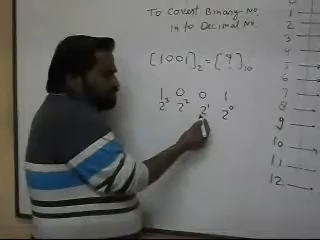 To Covert Binary No.
in to Decimal No.
[1001]₂ = [?]₁₀
1 0 0 1
2³ 2² 2¹ 2⁰
0
1
2
3
4
5
6
7
8
9
10
11
12